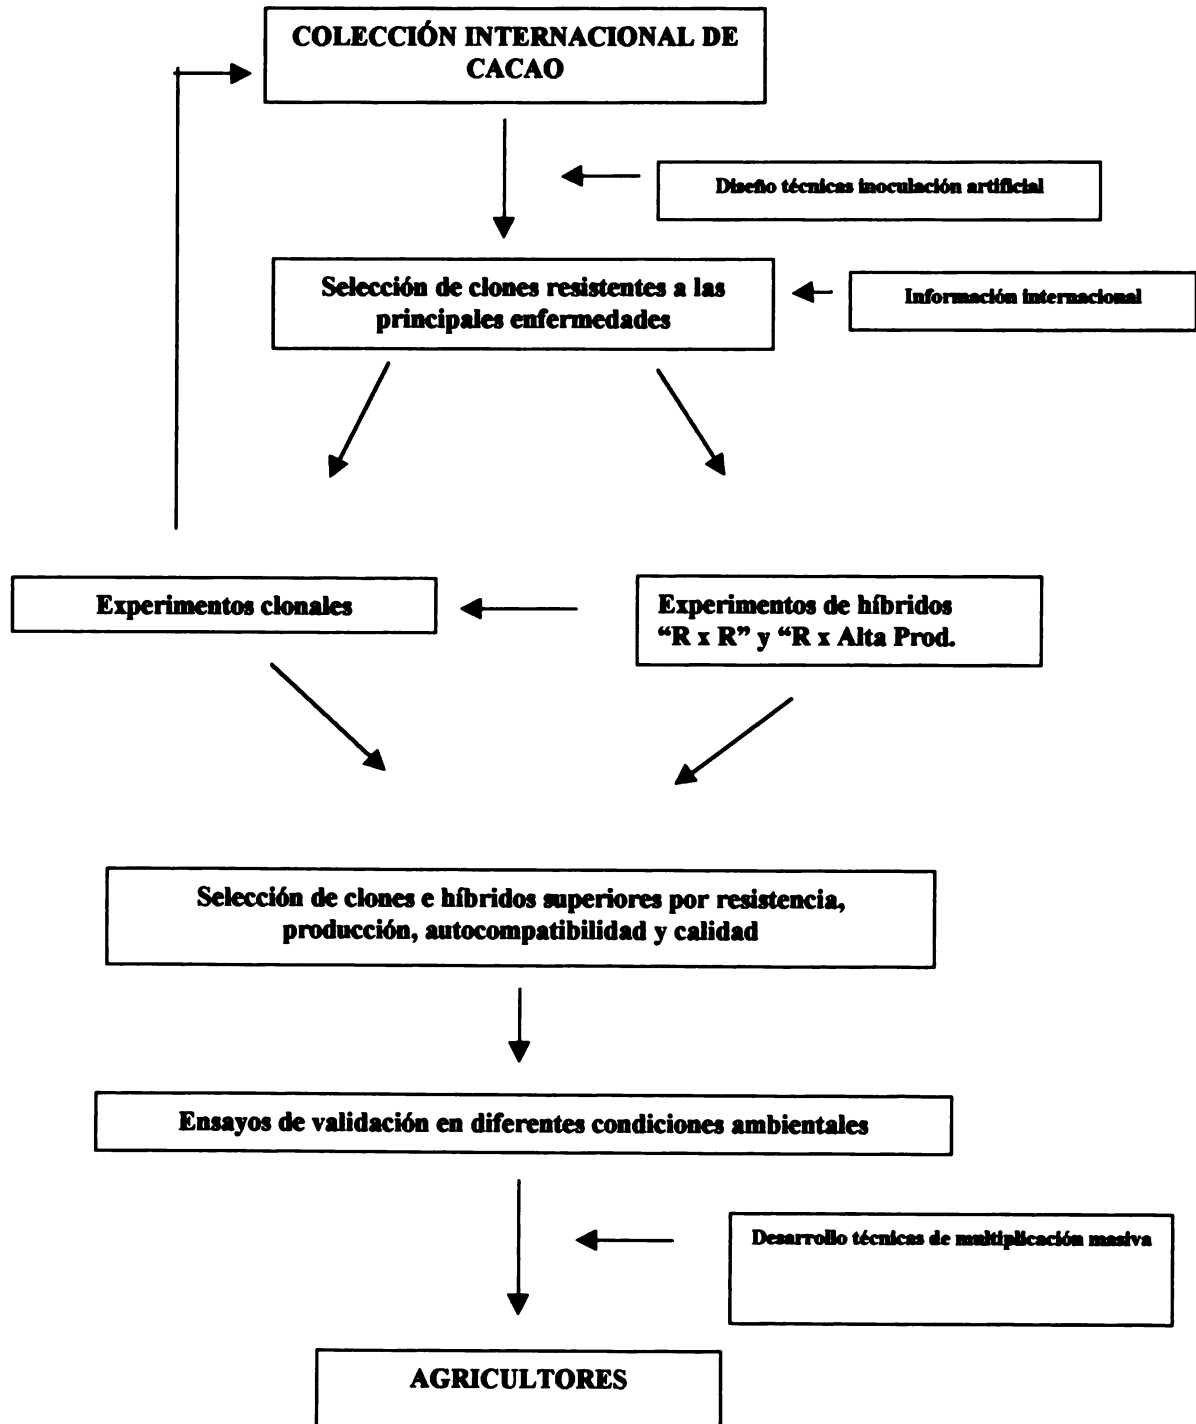 COLECCIÓN INTERNACIONAL DE
CACAO
Diseño técnicas inoculación artificial
Selección de clones resistentes a las
principales enfermedades
Información internacional
Experimentos clonales
Experimentos de híbridos
“R x R” y “R x Alta Prod.
Selección de clones e híbridos superiores por resistencia,
producción, autocompatibilidad y calidad
Ensayos de validación en diferentes condiciones ambientales
Desarrollo técnicas de multiplicación masiva
AGRICULTORES